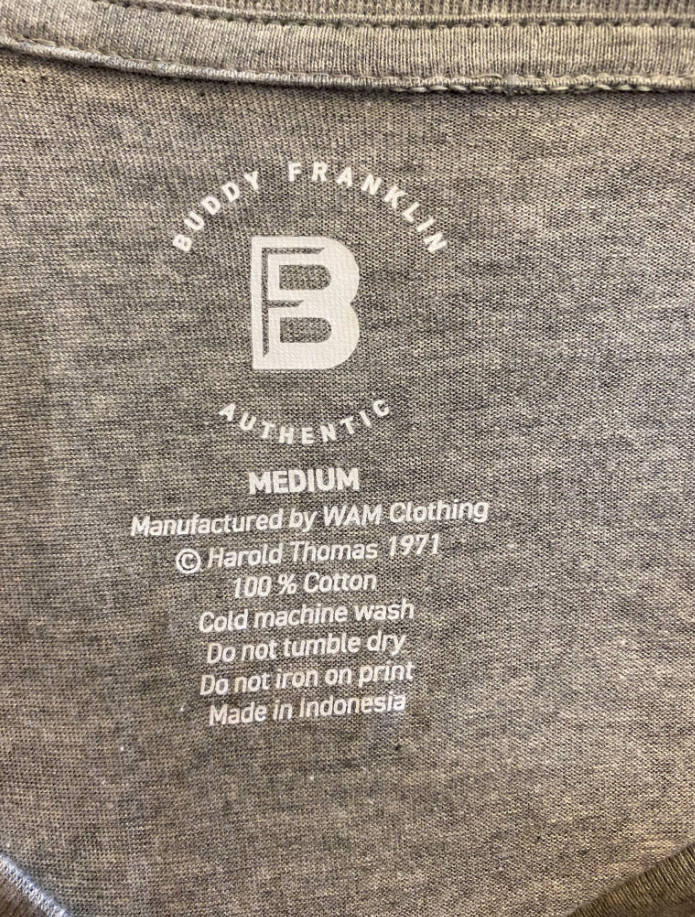 BUDDY FRANKLIN
B
AUTHENTIC
MEDIUM
Manufactured by WAM Clothing
© Harold Thomas 1971
100 % Cotton
Cold machine wash
Do not tumble dry
Do not iron on print
Made in Indonesia